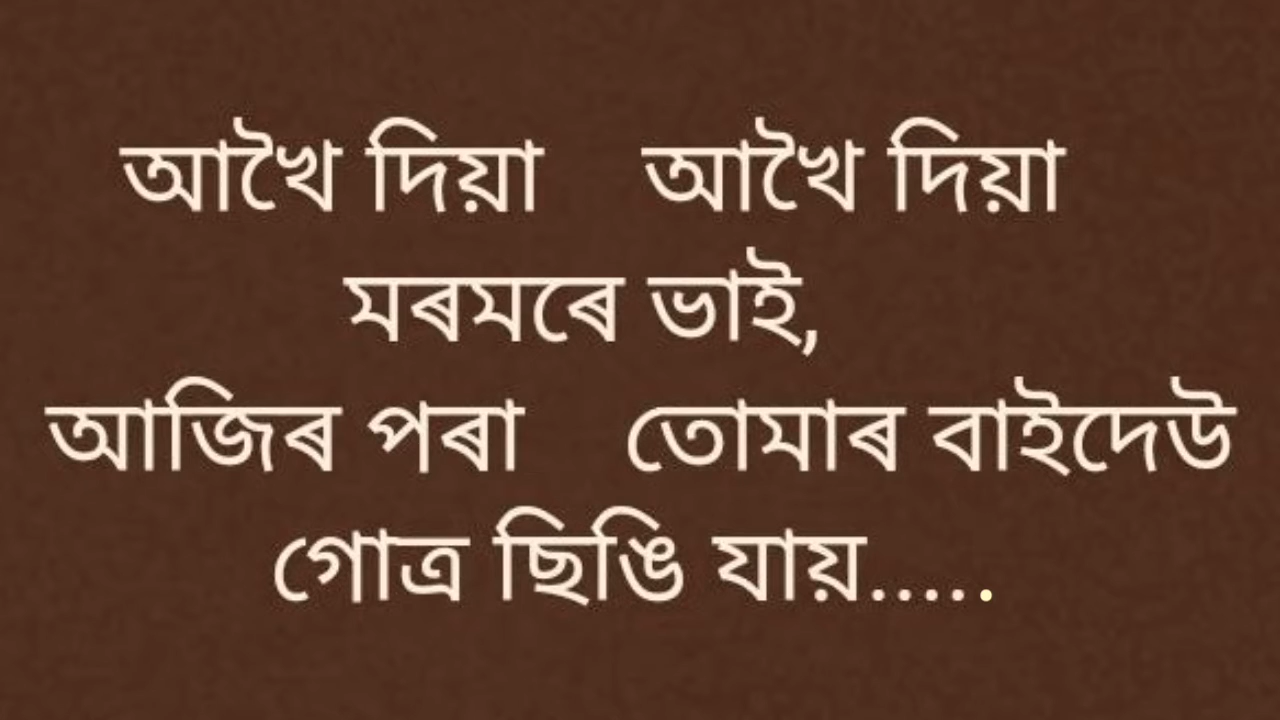 আখৈ দিয়া আখৈ দিয়া
মৰমৰে ভাই,
আজিৰ পৰা তোমাৰ বাইদেউ
গোত্ৰ ছিঙি যায়......